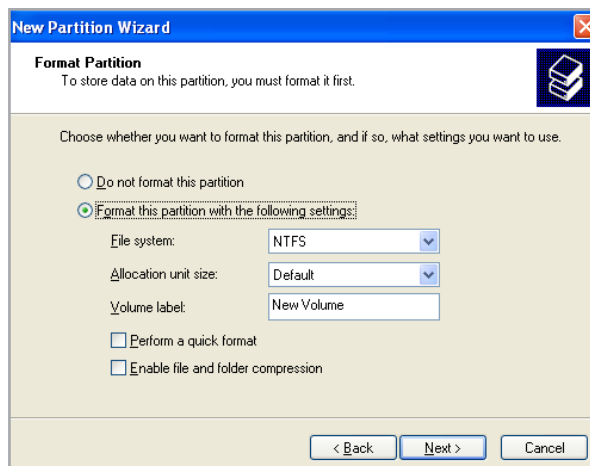 New Partition Wizard
Format Partition
To store data on this partition, you must format it first.
Choose whether you want to format this partition, and if so, what settings you want to use.
Do not format this partition
Format this partition with the following settings:
File system: NTFS
Allocation unit size: Default
Volume label: New Volume
Perform a quick format
Enable file and folder compression
< Back Next > Cancel